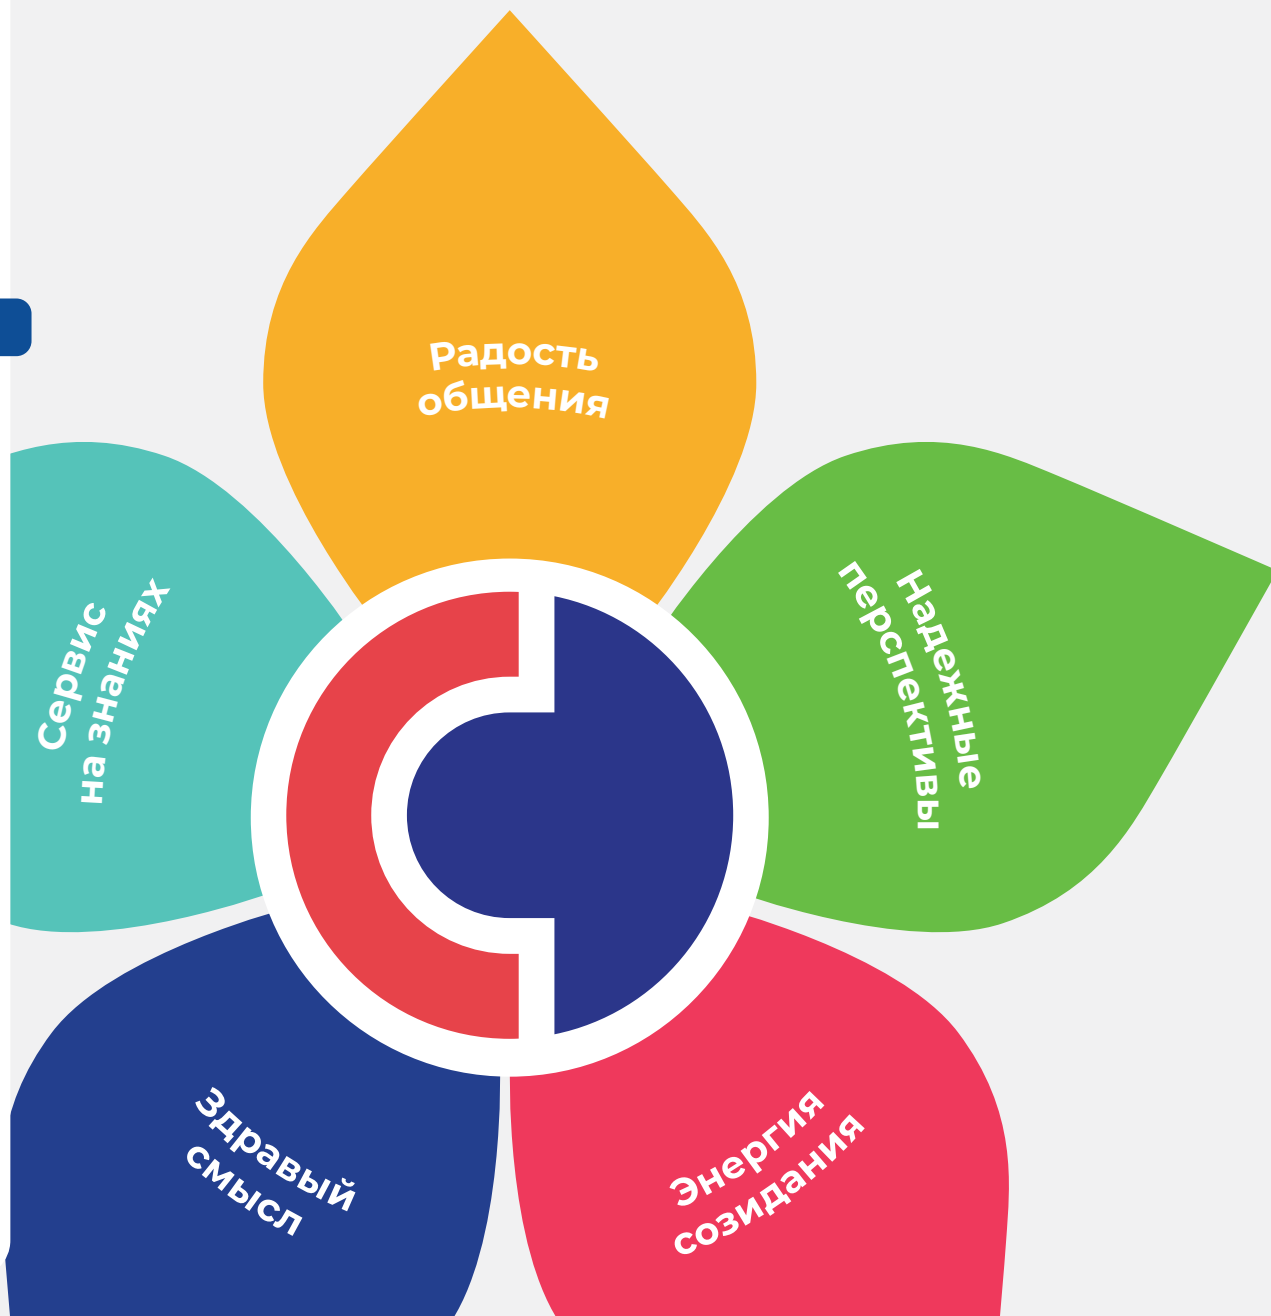 Радость
общения
Надежные
перспективы
Энергия
созидания
Здравый
смысл
Сервис
на знаниях